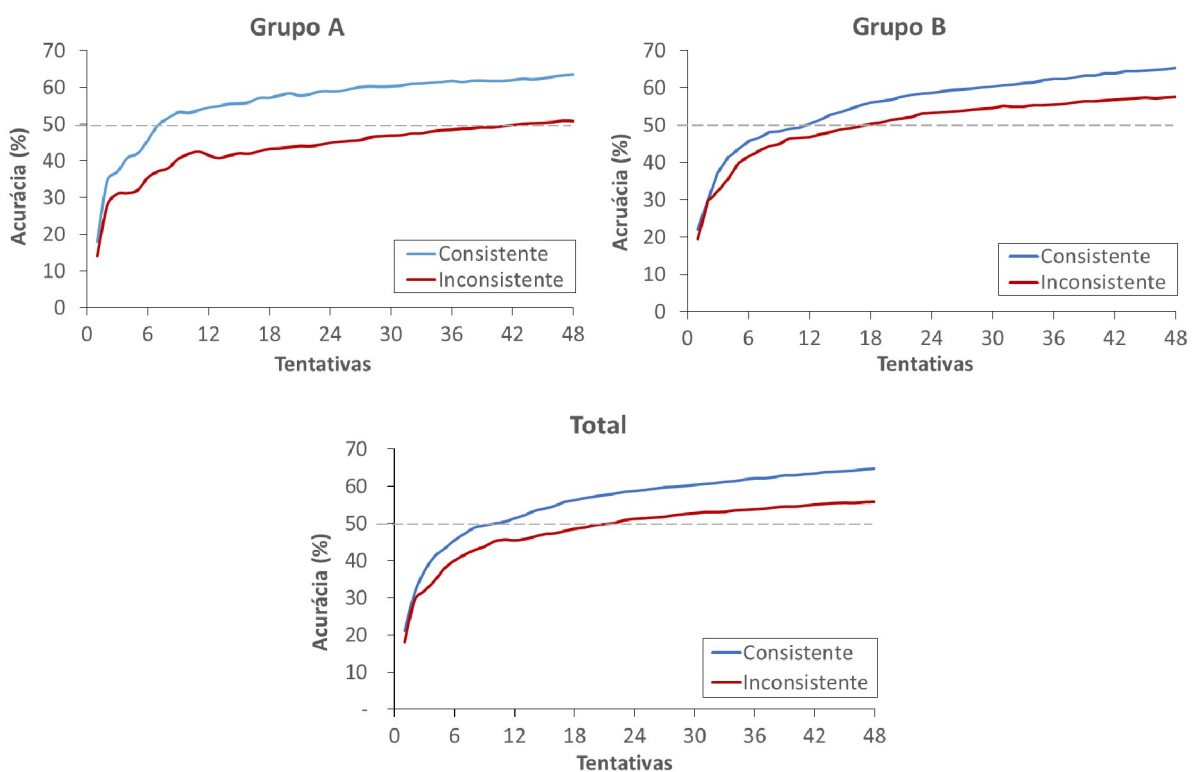 Grupo A
70
60
50
40
30
20
10
0
Acurácia (%)
Consistente
Inconsistente
0 6 12 18 24 30 36 42 48
Tentativas
Grupo B
70
60
50
40
30
20
10
0
Acruácia (%)
Consistente
Inconsistente
0 6 12 18 24 30 36 42 48
Tentativas
Total
70
60
50
40
30
20
10
-
Acurácia (%)
Consistente
Inconsistente
0 6 12 18 24 30 36 42 48
Tentativas